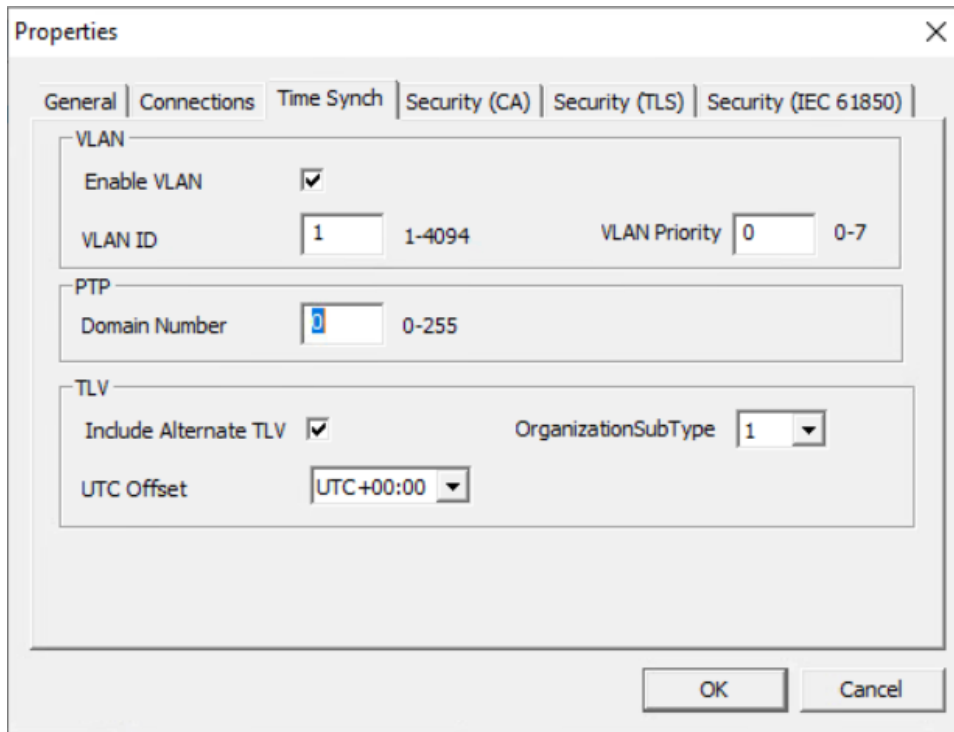 Properties
General Connections Time Synch Security (CA) Security (TLS) Security (IEC 61850)
VLAN
Enable VLAN
VLAN ID 1 1-4094 VLAN Priority 0 0-7
PTP
Domain Number 0 0-255
TLV
Include Alternate TLV OrganizationSubType 1
UTC Offset UTC+00:00
OK Cancel